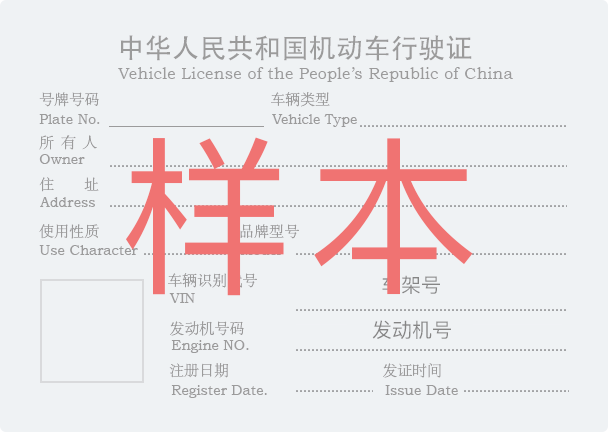 中华人民共和国机动车行驶证
Vehicle License of the People's Republic of China
号牌号码 车辆类型
Plate No. Vehicle Type
所有人
Owner
样本
住 址
Address
使用性质 品牌型号
Use Character
车辆识别代号 车架号
VIN
发动机号码 发动机号
Engine NO.
注册日期 发证时间
Register Date. Issue Date